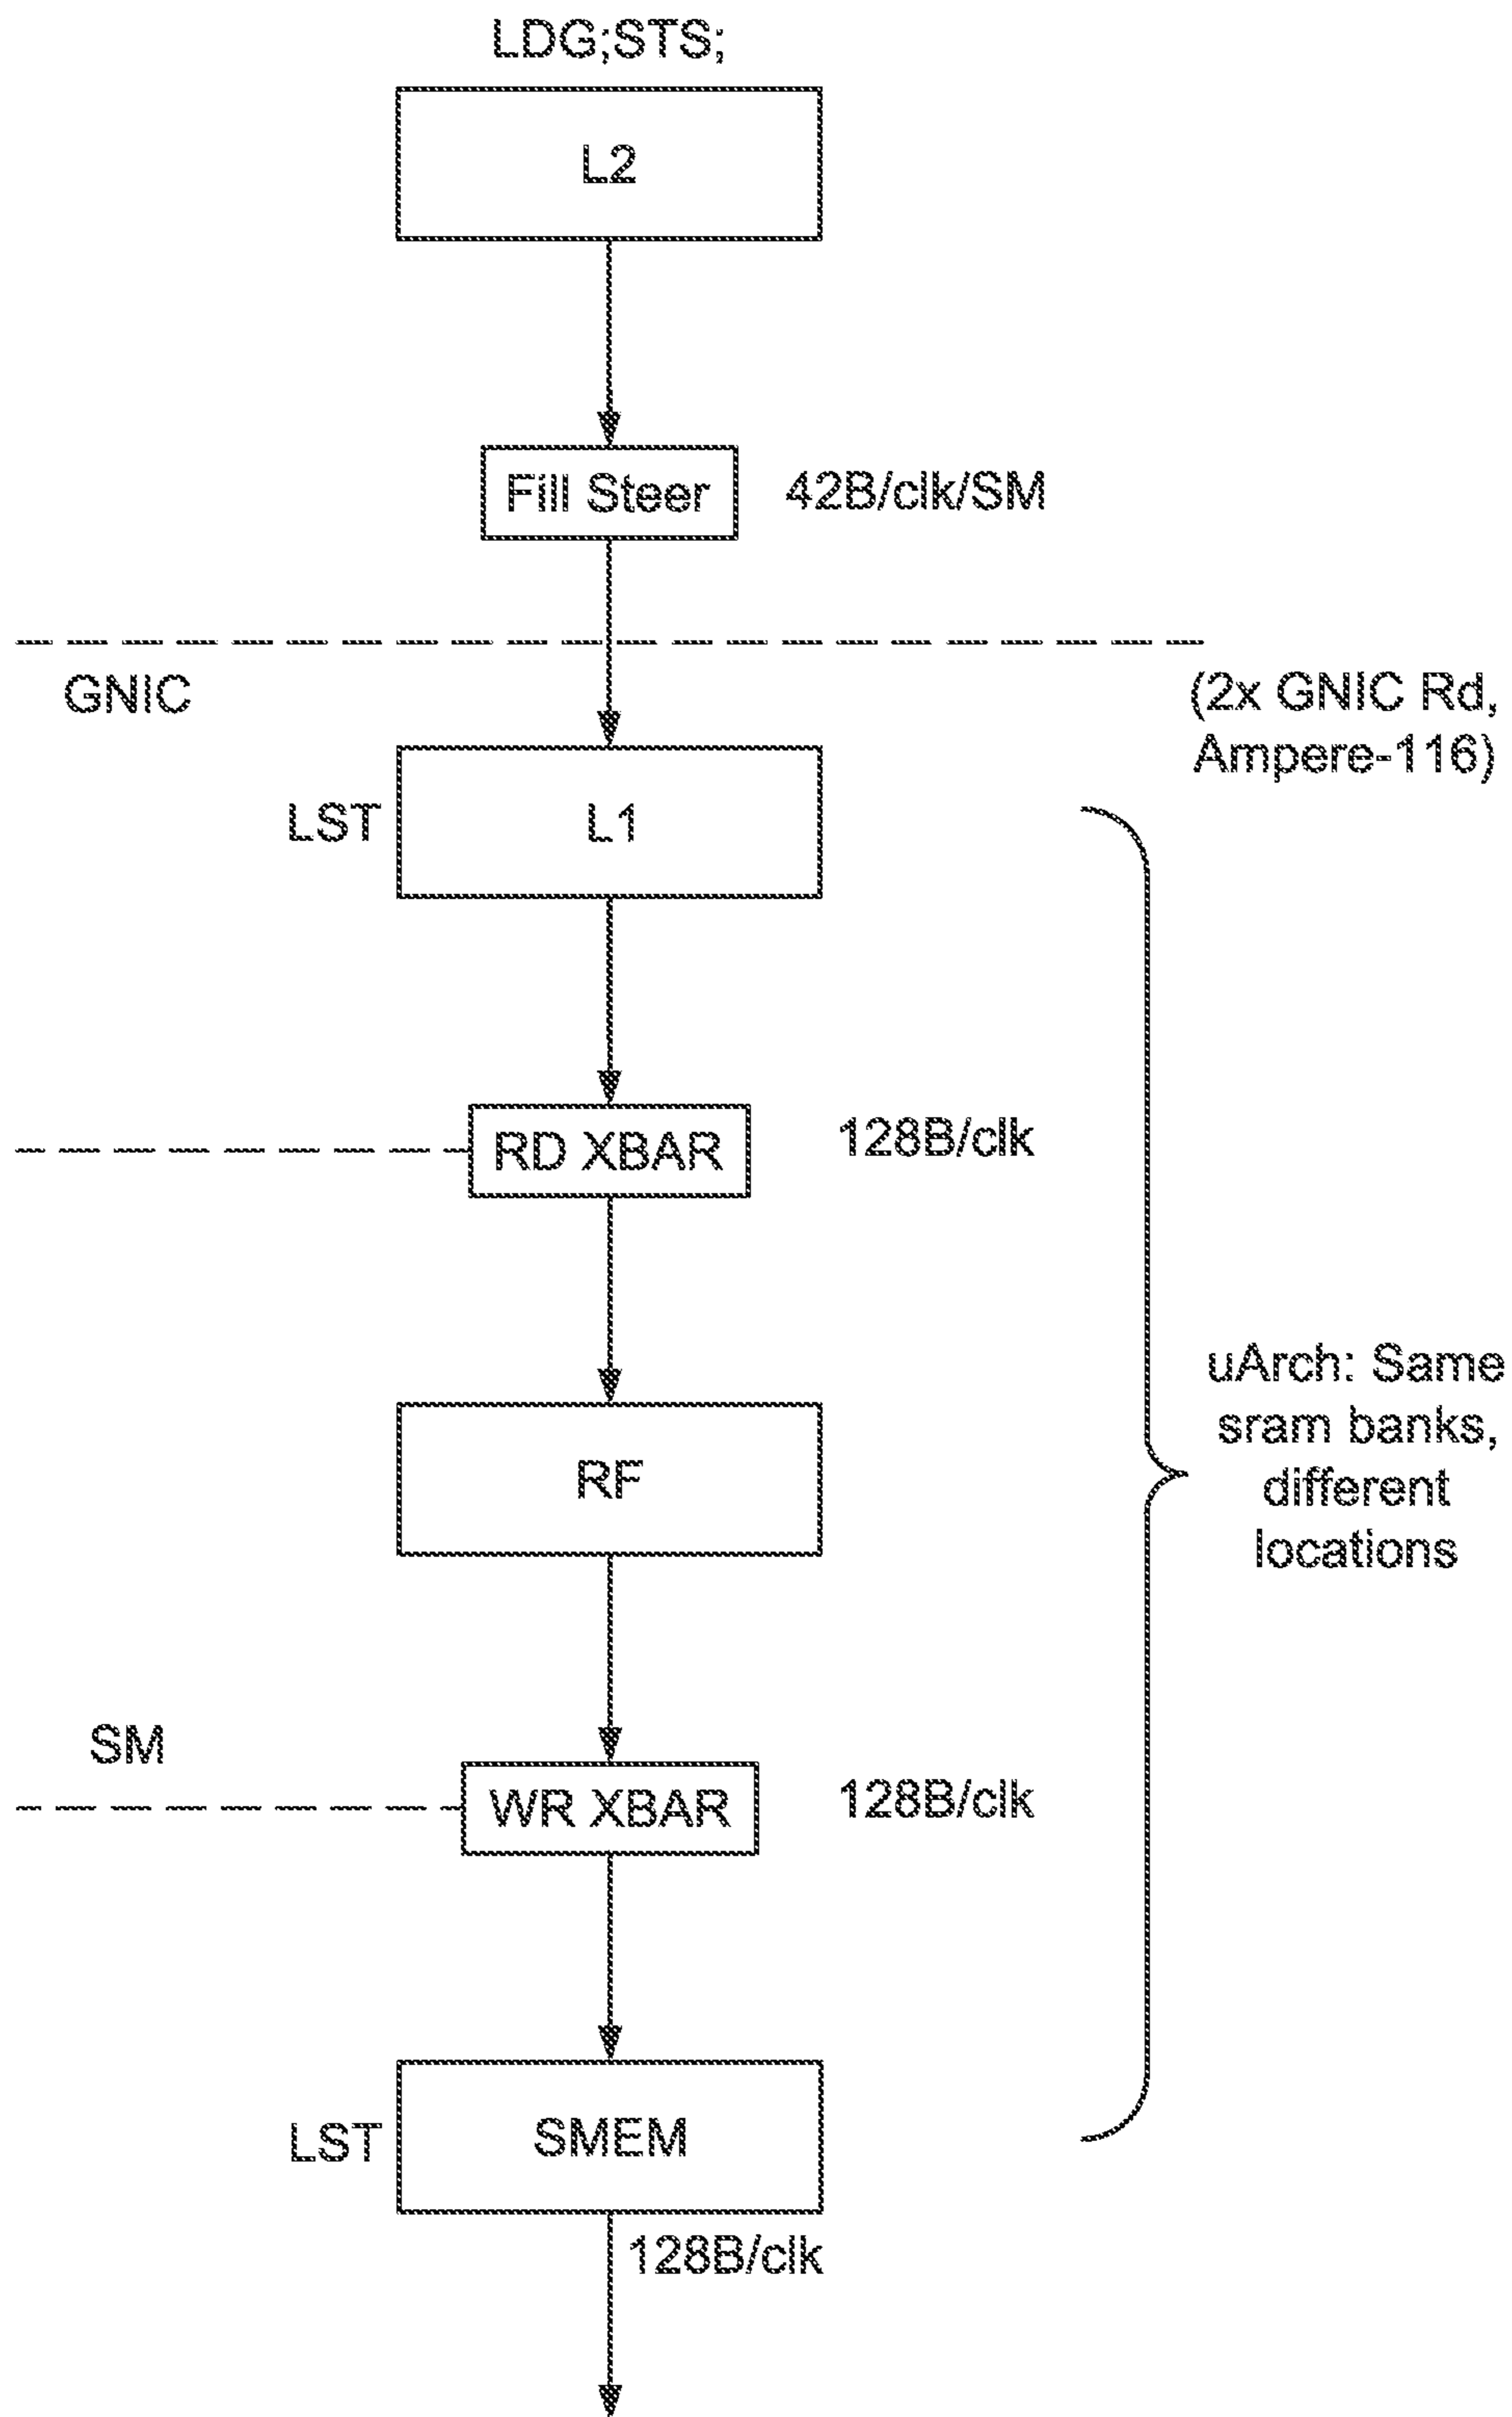 LDG;STS;
L2
Fill Steer
42B/clk/SM
GNIC
(2x GNIC Rd,
Ampere-116)
LST
L1
RD XBAR
128B/clk
uArch: Same
sram banks,
different
locations
RF
SM
WR XBAR
128B/clk
LST
SMEM
128B/clk